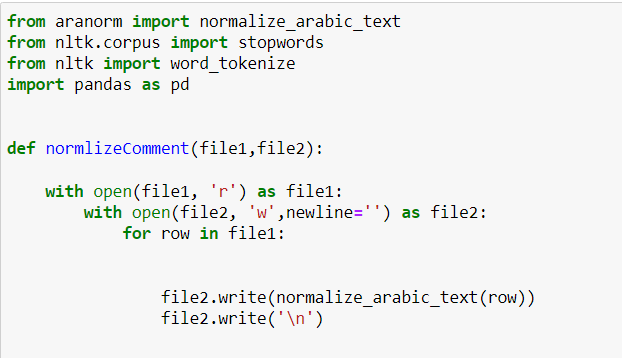 from aranorm import normalize_arabic_text
from nltk.corpus import stopwords
from nltk import word_tokenize
import pandas as pd
def normlizeComment(file1,file2):
    with open(file1, 'r') as file1:
        with open(file2, 'w',newline='') as file2:
            for row in file1:
                file2.write(normalize_arabic_text(row))
                file2.write('\n')